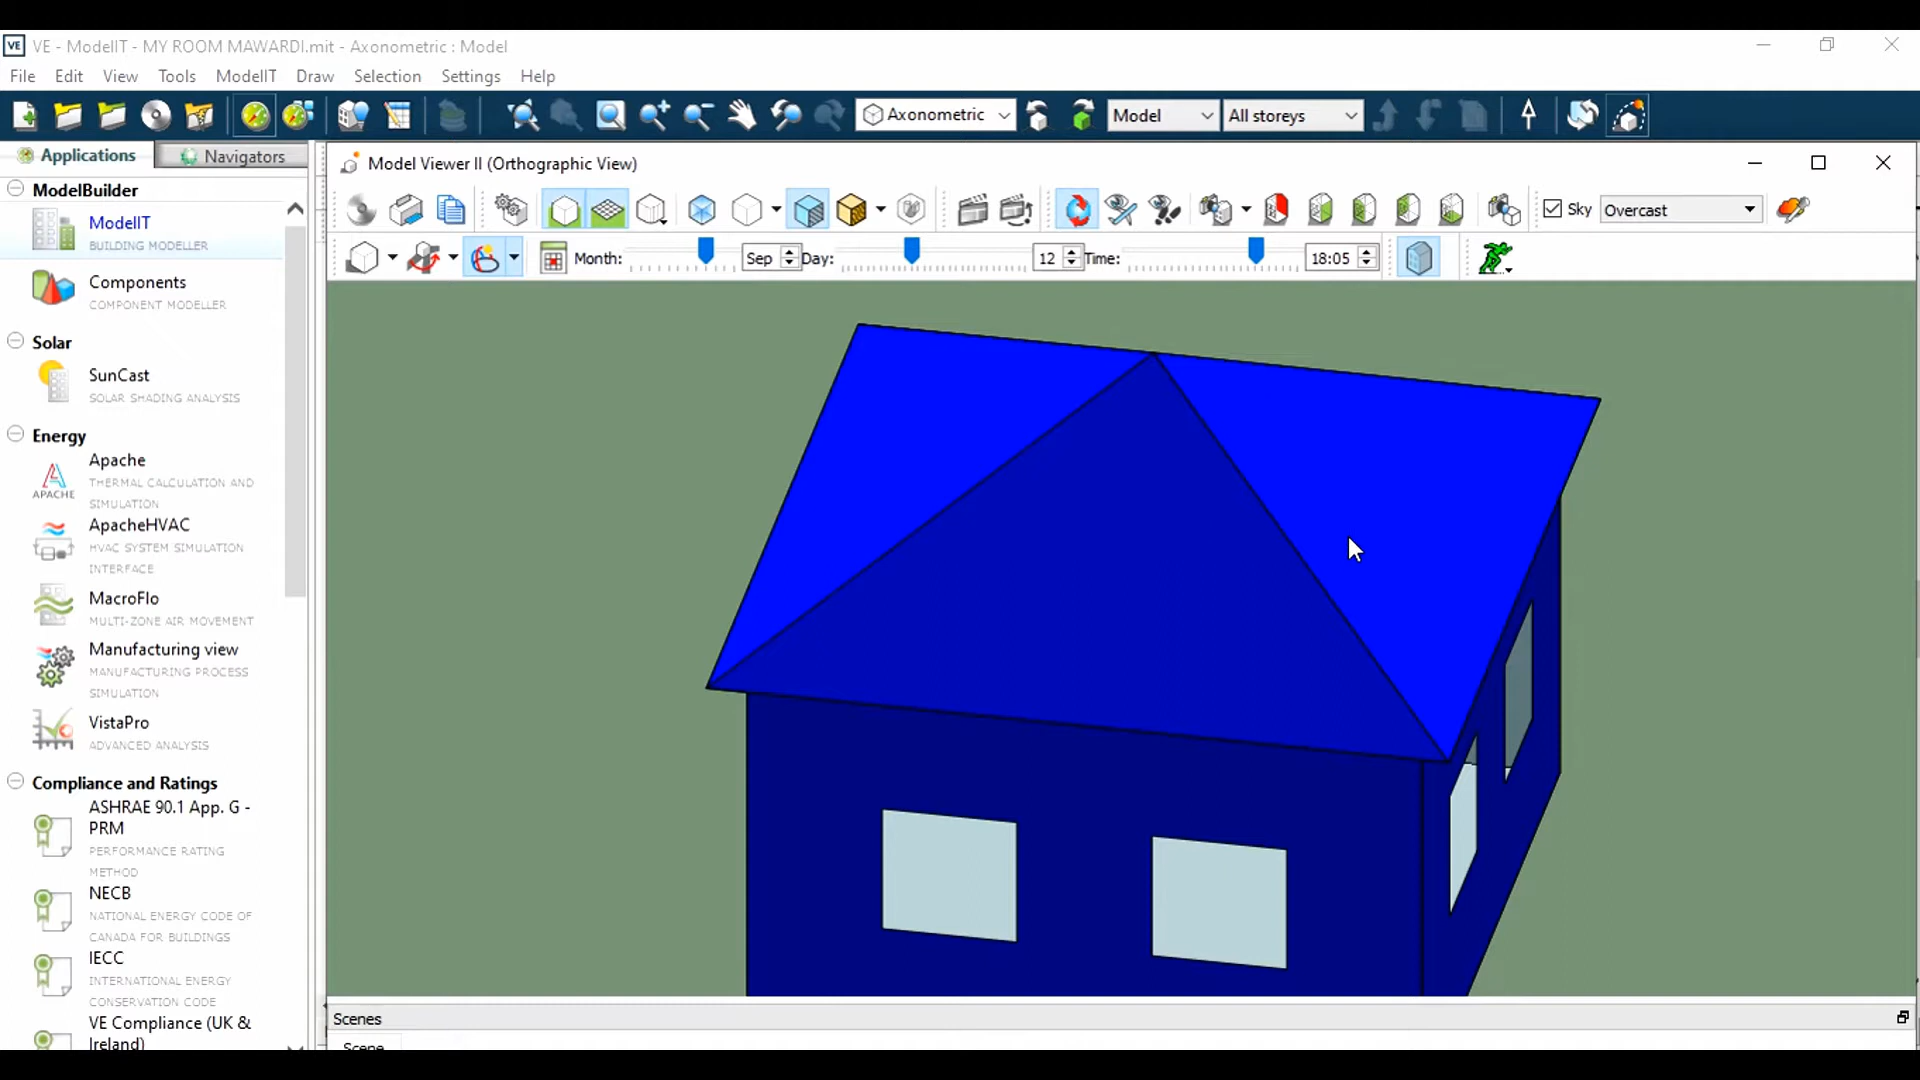 VE VE - ModelIT - MY ROOM MAWARDI.mit - Axonometric : Model
File Edit View Tools ModelIT Draw Selection Settings Help
Axonometric Model All storeys
Applications Navigators
ModelBuilder
ModelIT
BUILDING MODELLER
Components
COMPONENT MODELLER
Solar
SunCast
SOLAR SHADING ANALYSIS
Energy
Apache
APACHE
THERMAL CALCULATION AND
SIMULATION
ApacheHVAC
HVAC SYSTEM SIMULATION
INTERFACE
MacroFlo
MULTI-ZONE AIR MOVEMENT
Manufacturing view
MANUFACTURING PROCESS
SIMULATION
VistaPro
ADVANCED ANALYSIS
Compliance and Ratings
ASHRAE 90.1 App. G -
PRM
PERFORMANCE RATING
METHOD
NECB
NATIONAL ENERGY CODE OF
CANADA FOR BUILDINGS
IECC
INTERNATIONAL ENERGY
CONSERVATION CODE
VE Compliance (UK &
Ireland)
Model Viewer II (Orthographic View)
Sky Overcast
Month: Sep Day: 12 Time: 18:05
Scenes
Scene